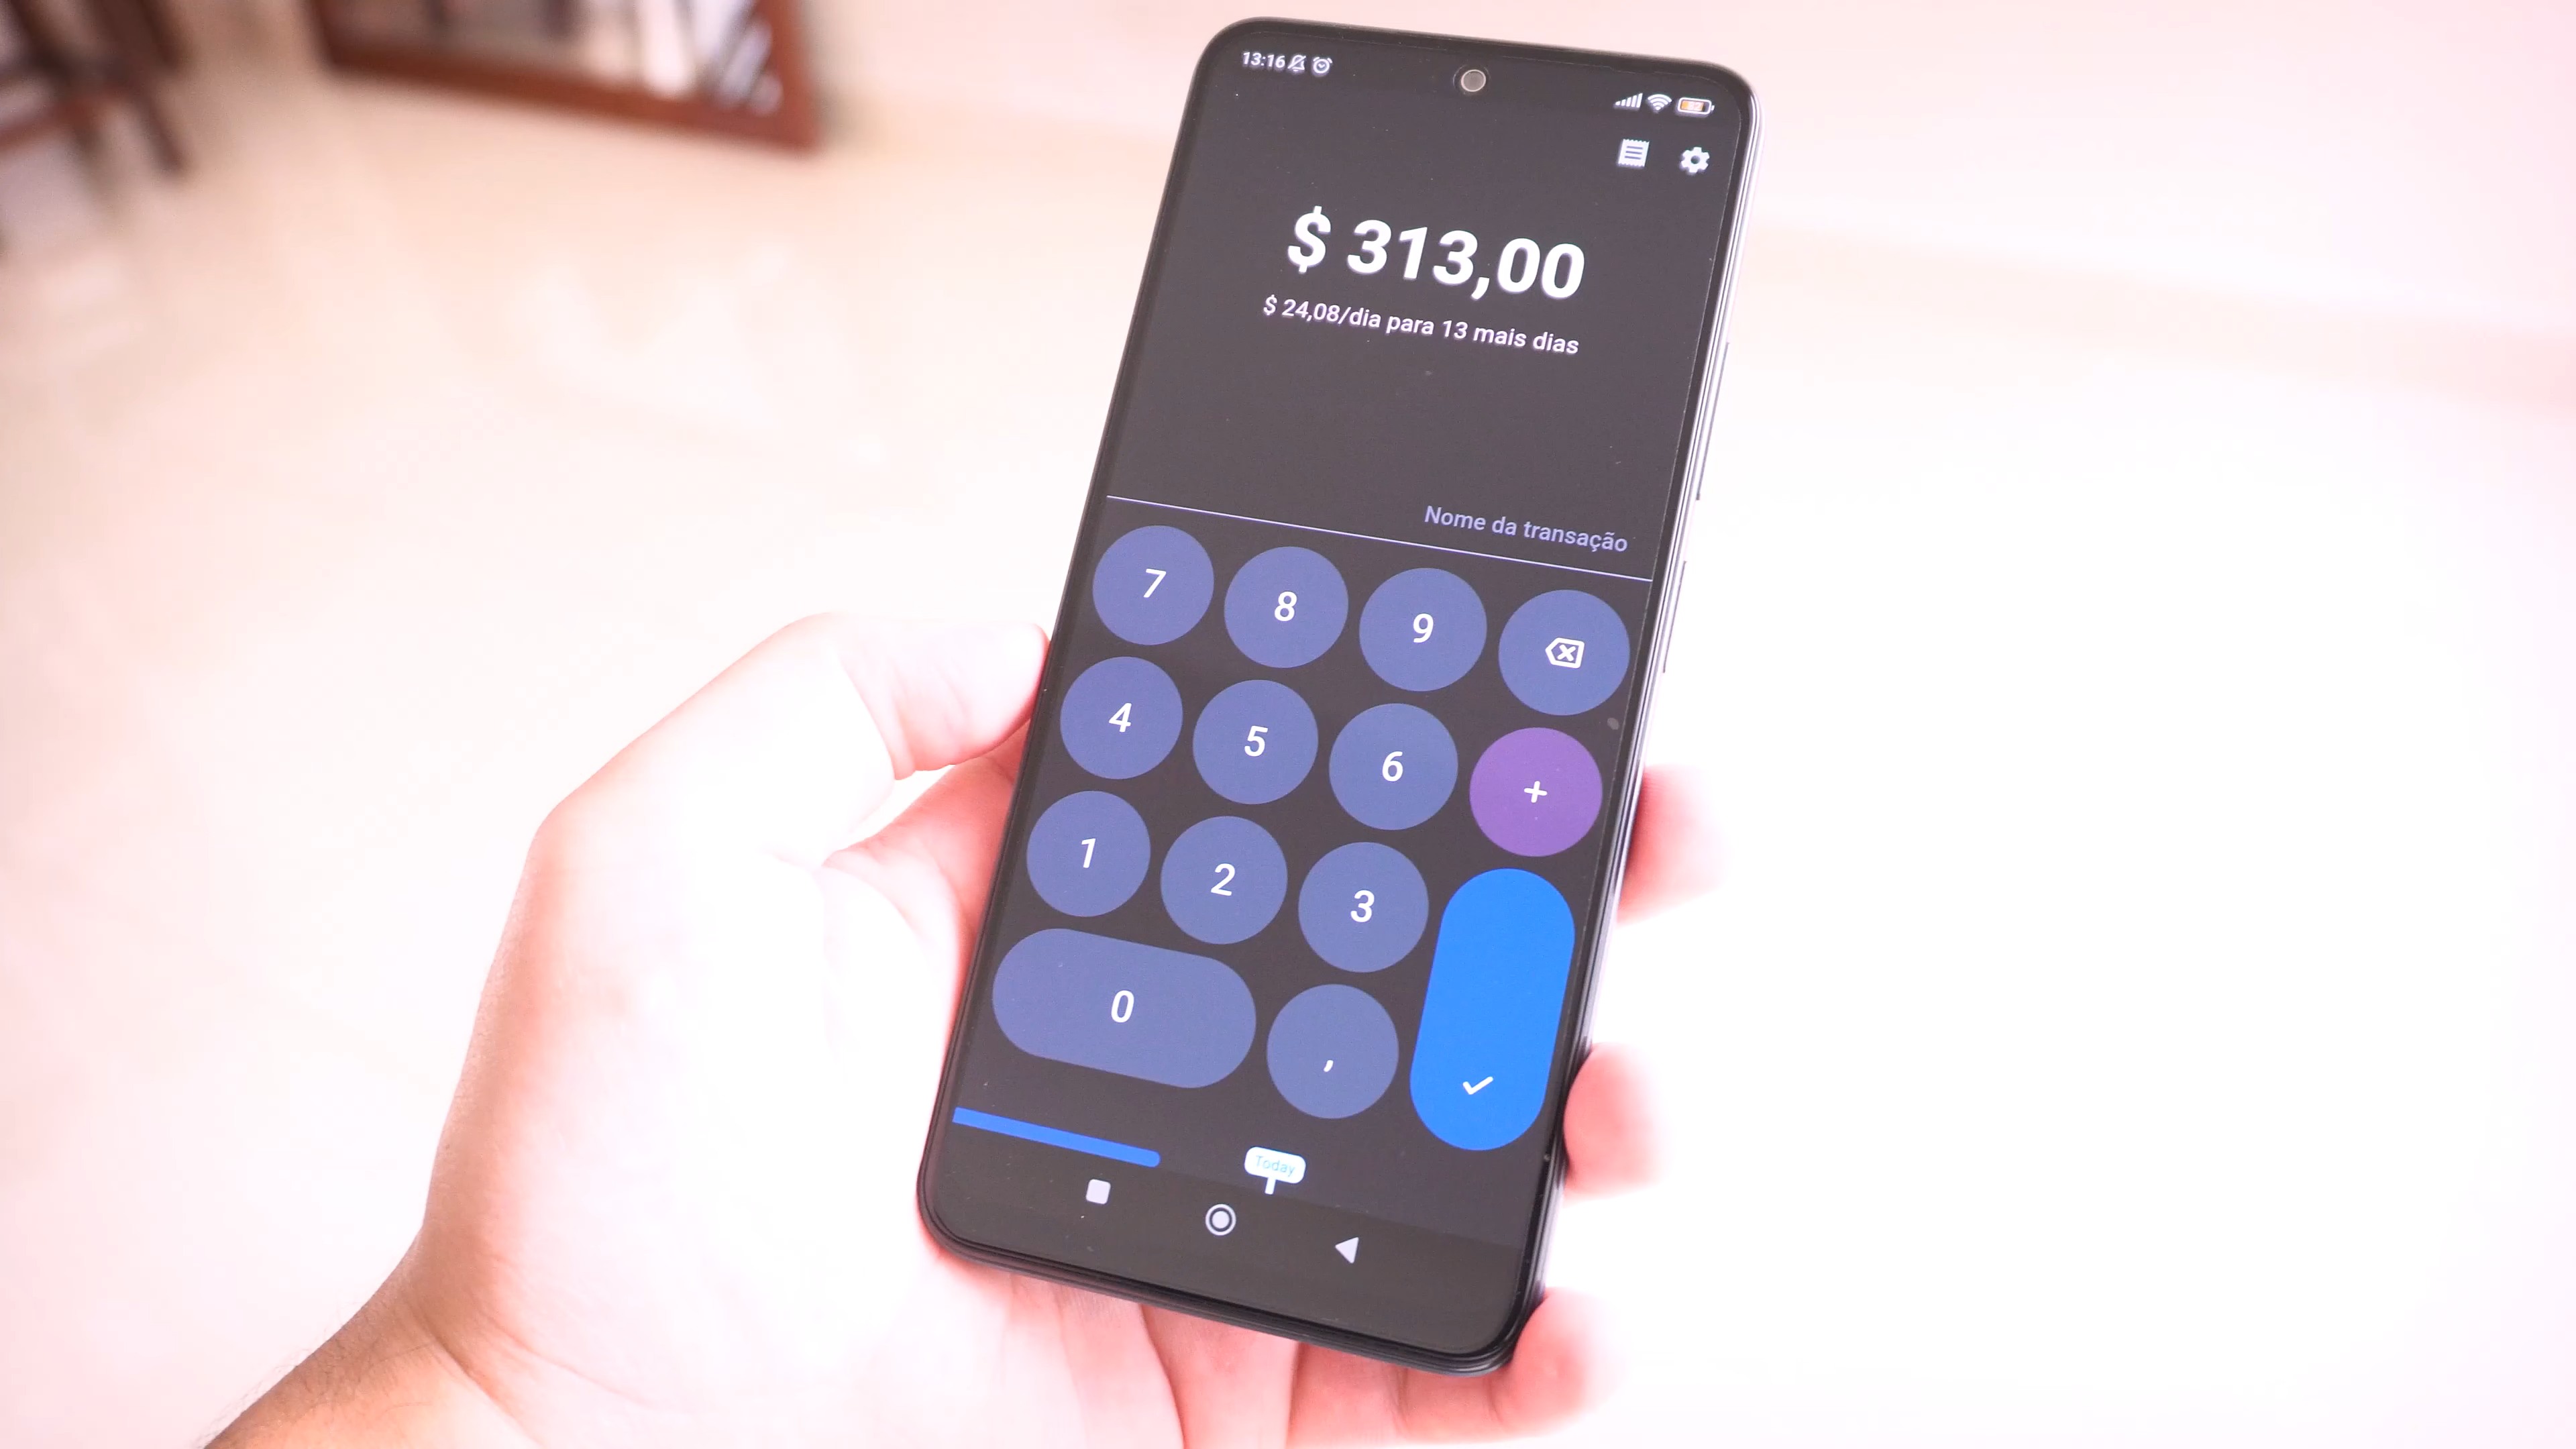 13:16
82
$ 313,00
$ 24,08/dia para 13 mais dias
Nome da transação
7 8 9
4 5 6 +
1 2 3
0 ,
Today